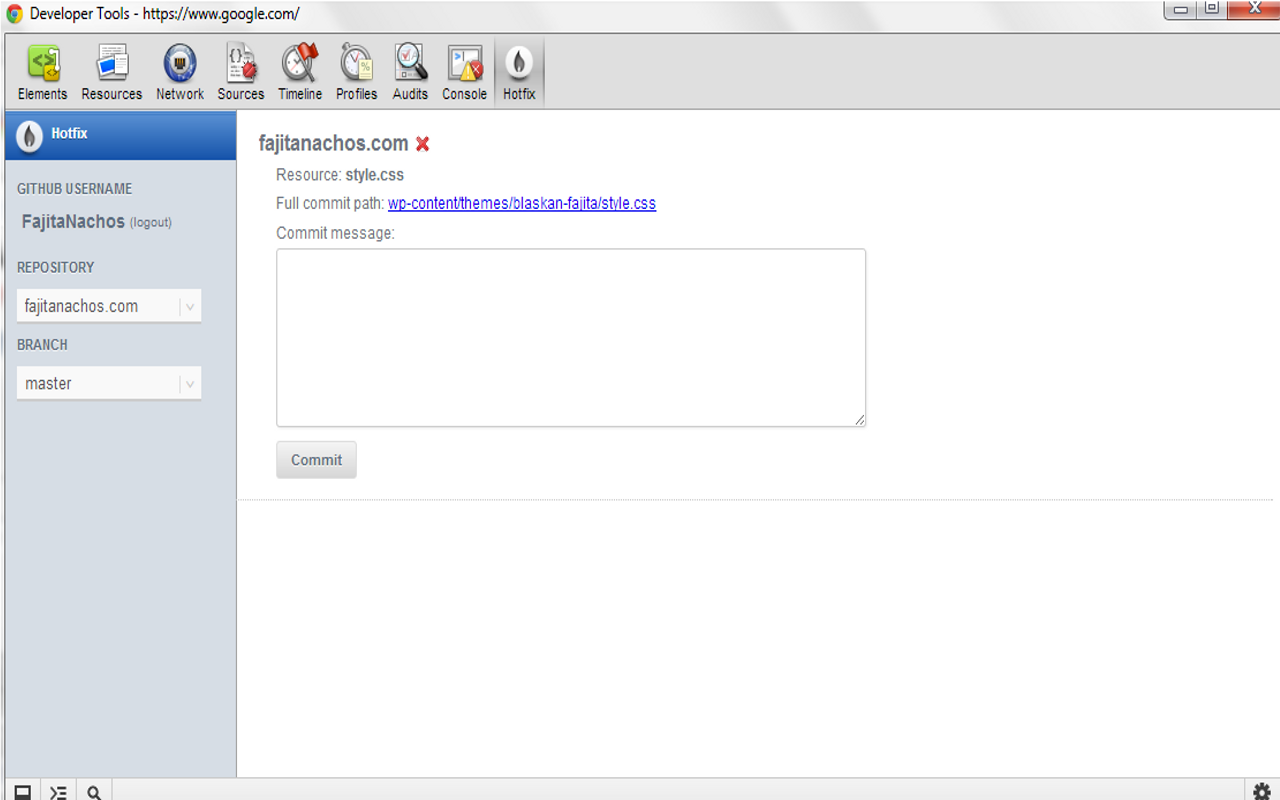 Developer Tools - https://www.google.com/
Elements Resources Network Sources Timeline Profiles Audits Console Hotfix
Hotfix
GITHUB USERNAME
FajitaNachos (logout)
REPOSITORY
fajitanachos.com
BRANCH
master
fajitanachos.com
Resource: style.css
Full commit path: wp-content/themes/blaskan-fajita/style.css
Commit message:
Commit